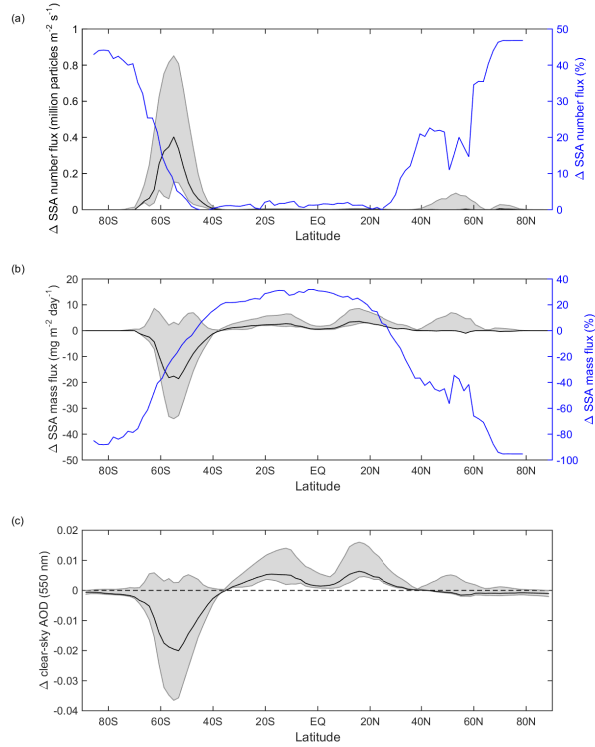 (a)
Δ SSA number flux (million particles m⁻² s⁻¹)
1
0.8
0.6
0.4
0.2
0
50
40
30
20
10
0
Δ SSA number flux (%)
80S 60S 40S 20S EQ 20N 40N 60N 80N
Latitude
(b)
Δ SSA mass flux (mg m⁻² day⁻¹)
20
10
0
-10
-20
-30
-40
-50
40
20
0
-20
-40
-60
-80
-100
Δ SSA mass flux (%)
80S 60S 40S 20S EQ 20N 40N 60N 80N
Latitude
(c)
Δ clear-sky AOD (550 nm)
0.02
0.01
0
-0.01
-0.02
-0.03
-0.04
80S 60S 40S 20S EQ 20N 40N 60N 80N
Latitude